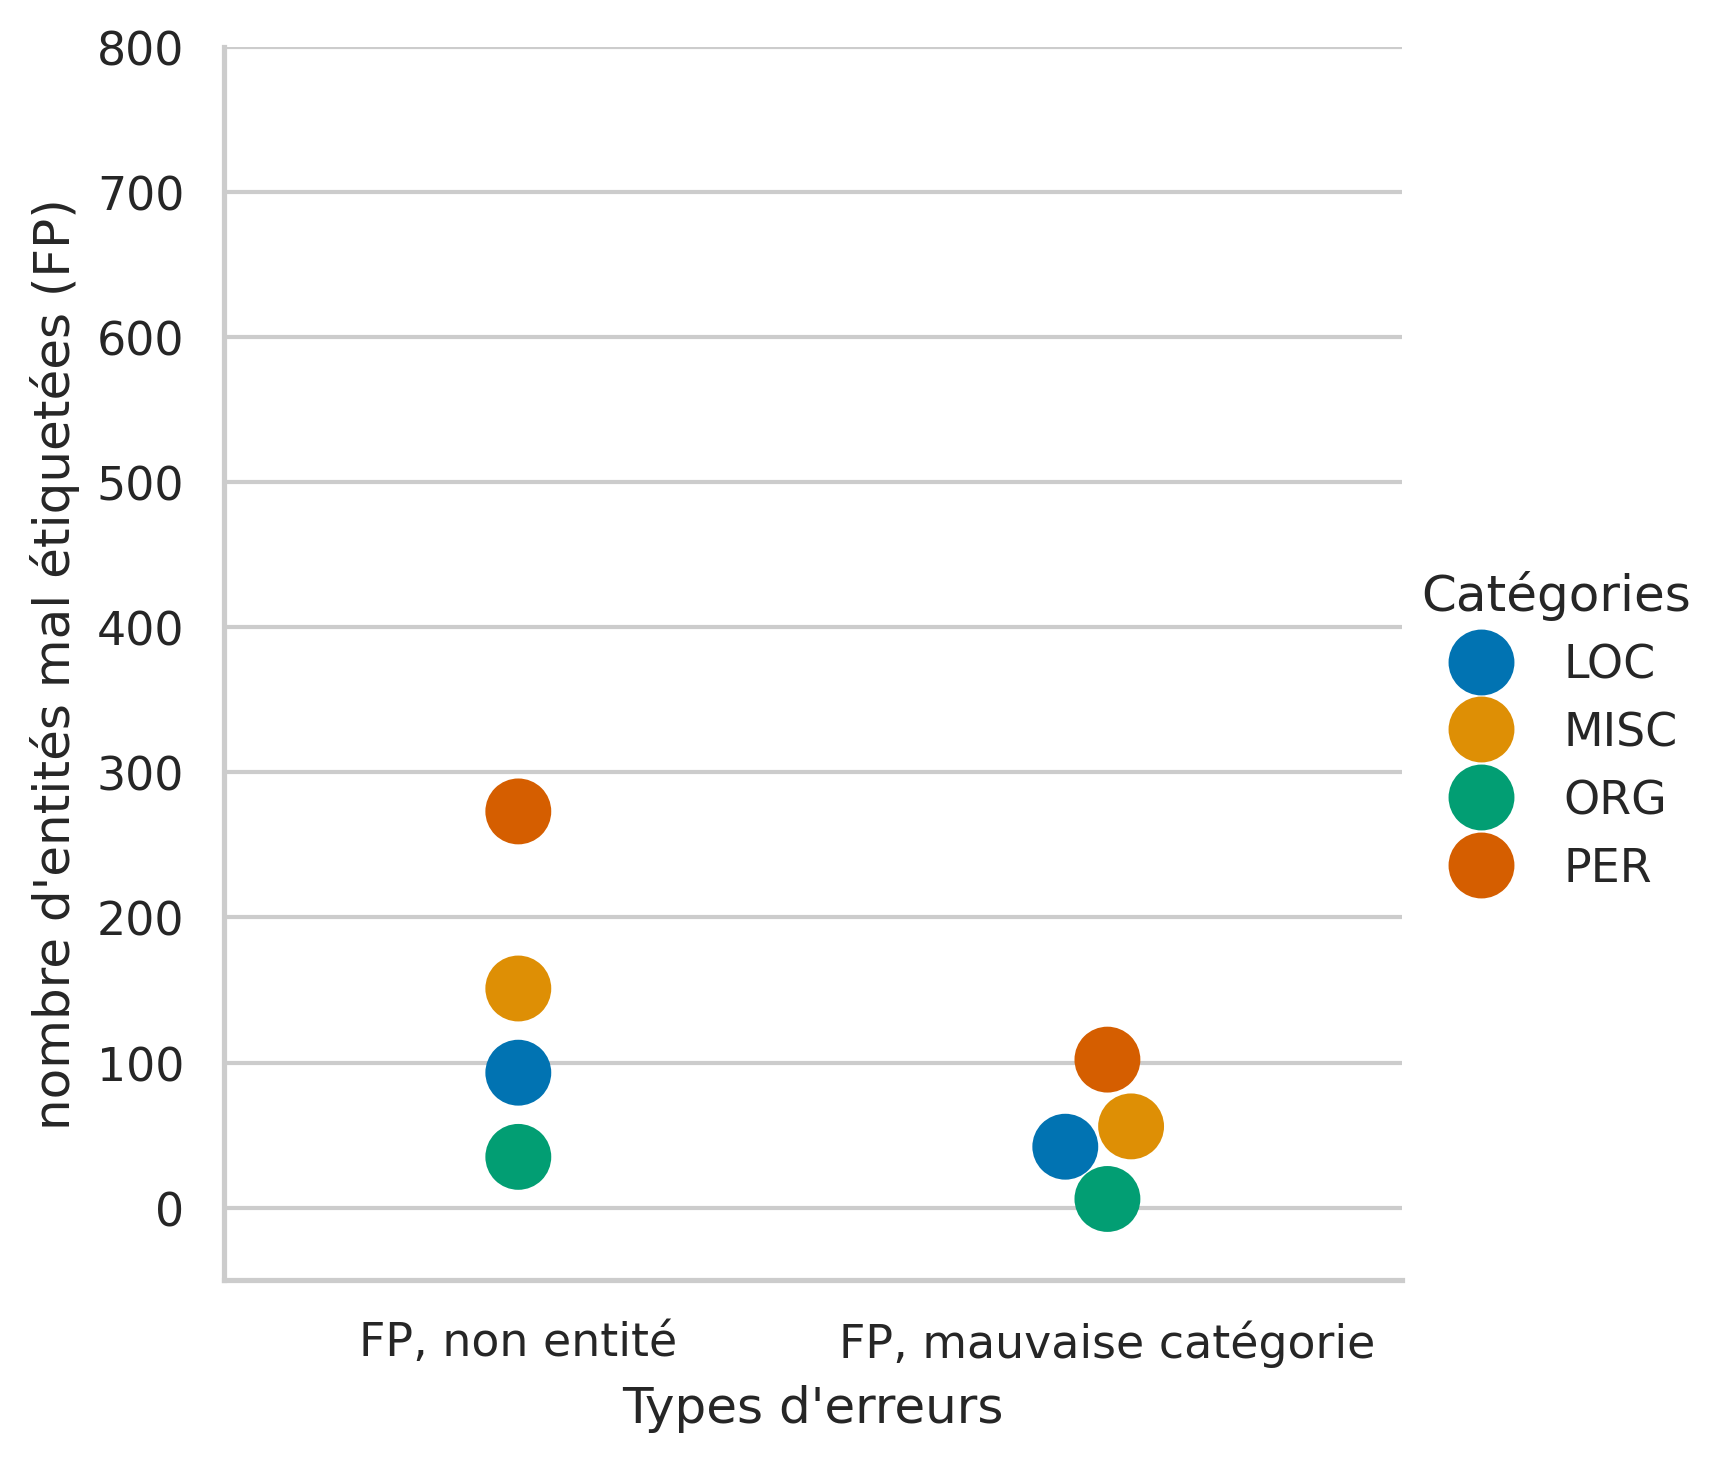 800
700
600
500
400
300
200
100
0
nombre d'entités mal étiquetées (FP)
FP, non entité
FP, mauvaise catégorie
Types d'erreurs
Catégories
LOC
MISC
ORG
PER